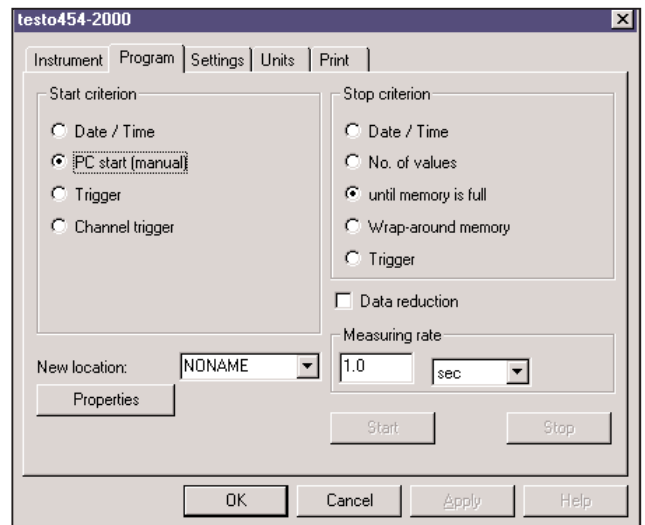 testo454-2000
Instrument Program Settings Units Print
Start criterion
Date / Time
PC start (manual)
Trigger
Channel trigger
Stop criterion
Date / Time
No. of values
until memory is full
Wrap-around memory
Trigger
Data reduction
Measuring rate
1.0 sec
New location: NONAME
Properties
Start Stop
OK Cancel Apply Help